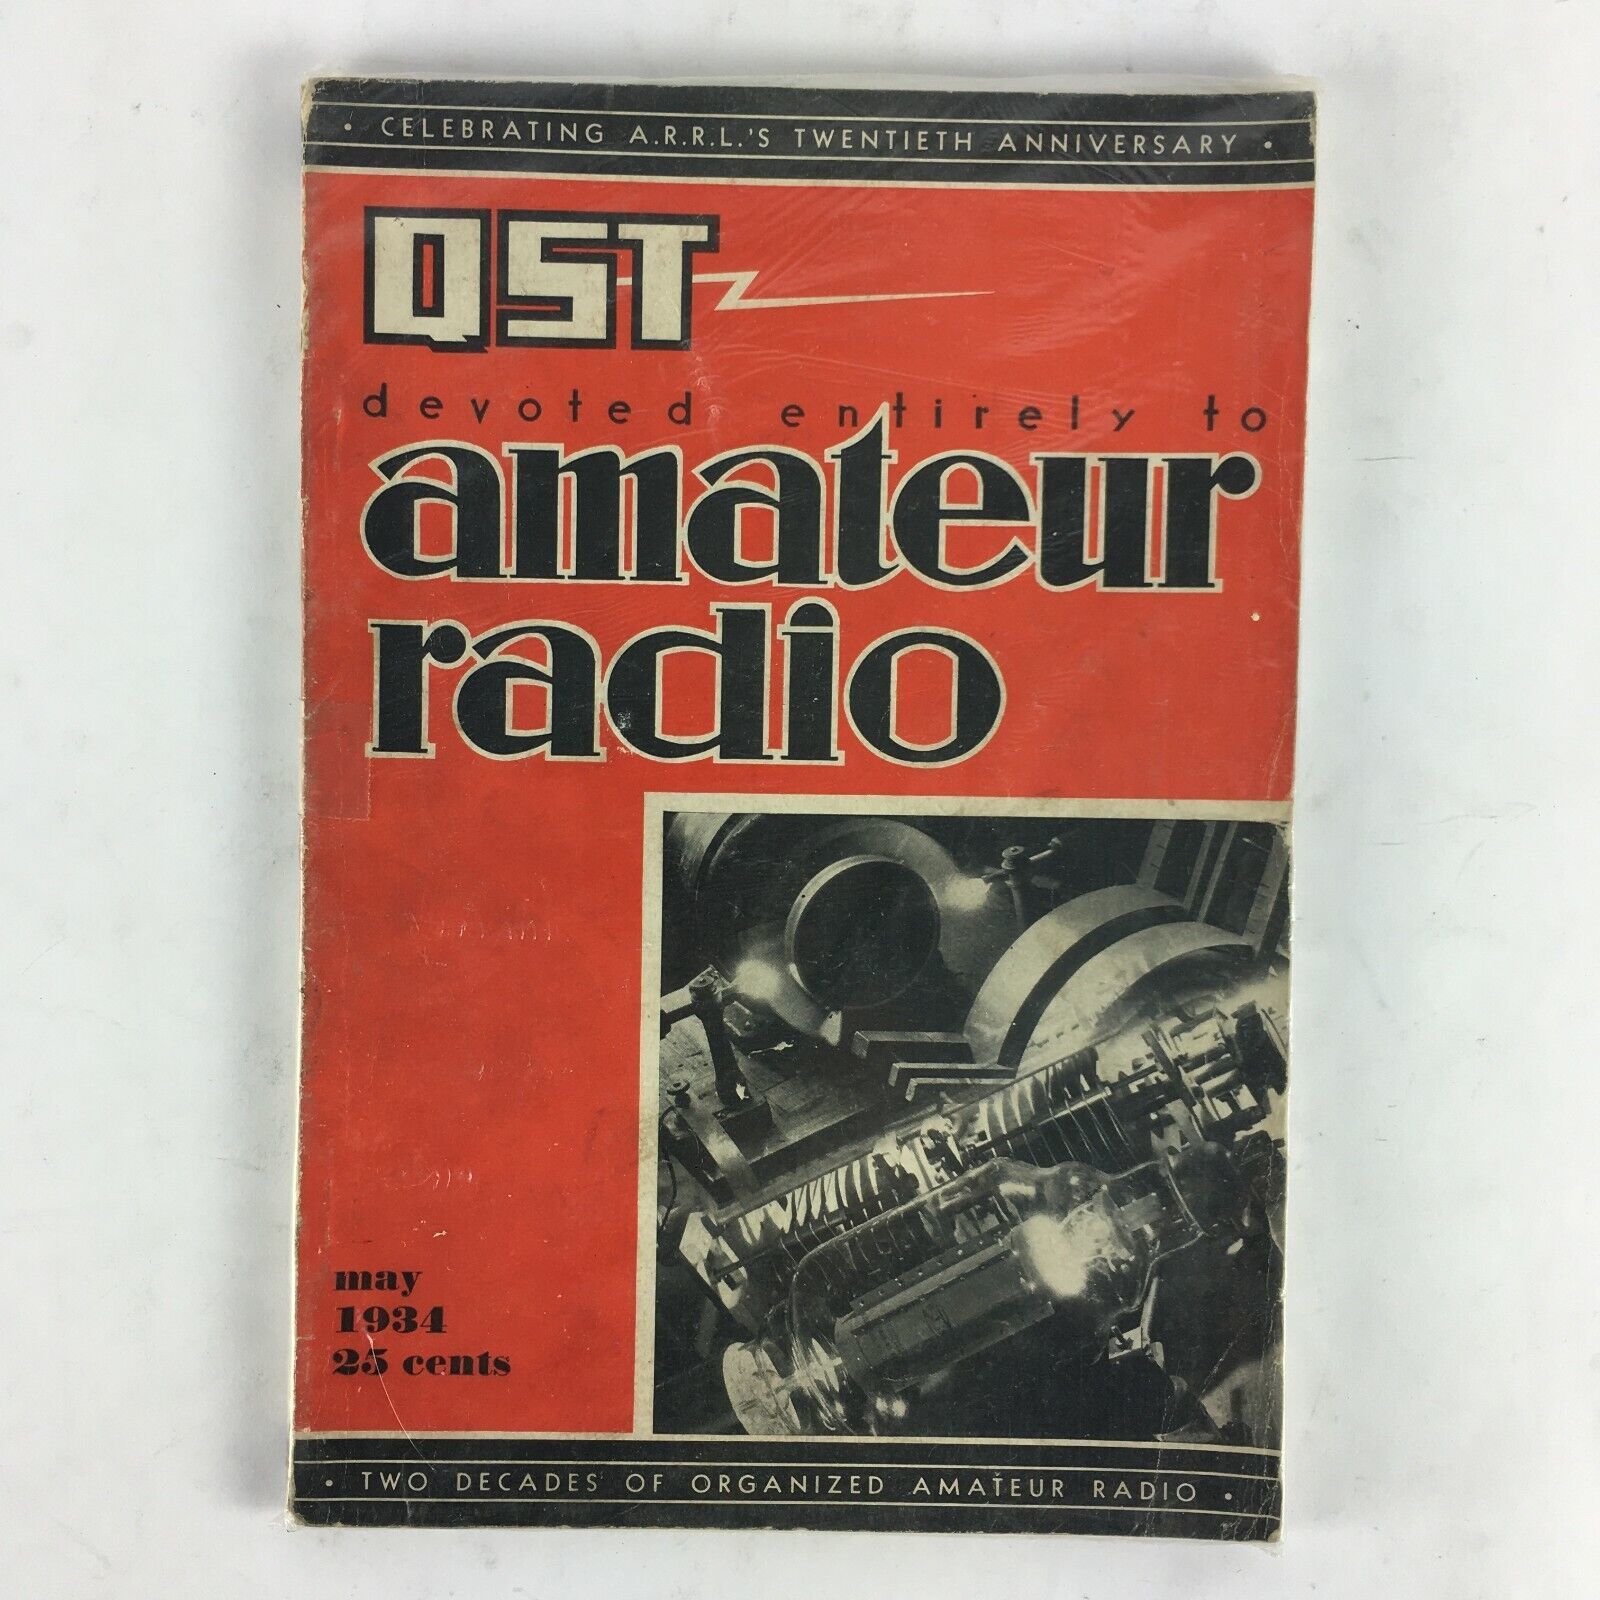 • CELEBRATING A.R.R.L.'S TWENTIETH ANNIVERSARY •
QST
devoted entirely to
amateur
radio
may
1934
25 cents
• TWO DECADES OF ORGANIZED AMATEUR RADIO •